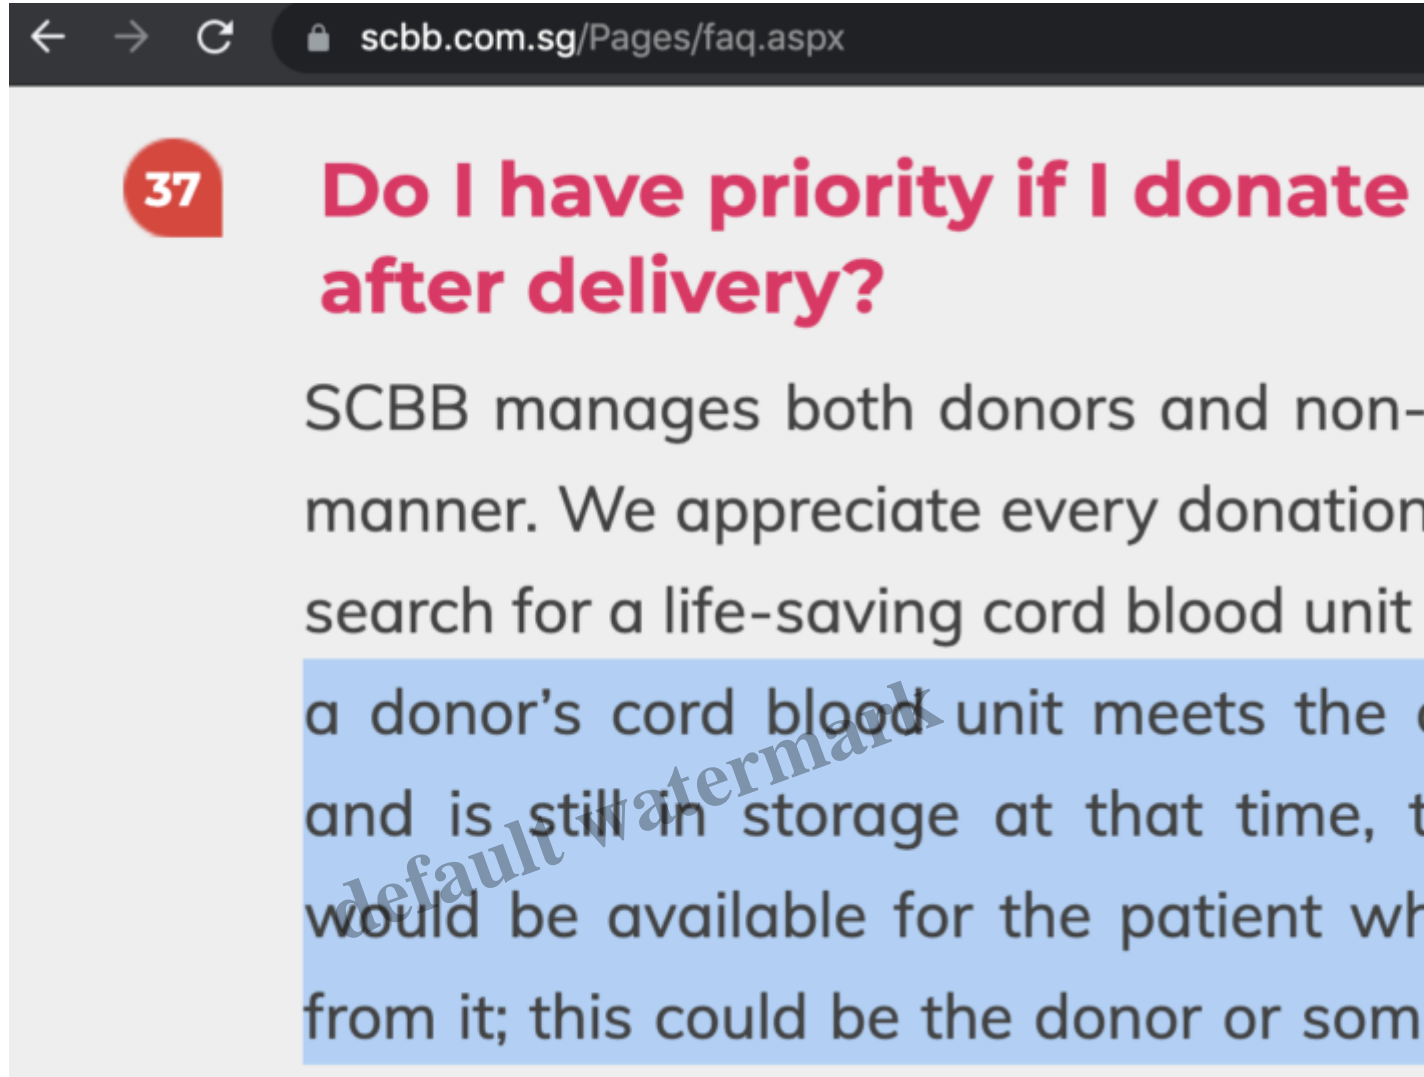 scbb.com.sg/Pages/faq.aspx
37
Do I have priority if I donate
after delivery?
SCBB manages both donors and non-
manner. We appreciate every donation
search for a life-saving cord blood unit
a donor’s cord blood unit meets the
and is still in storage at that time,
would be available for the patient
from it; this could be the donor or
default watermark